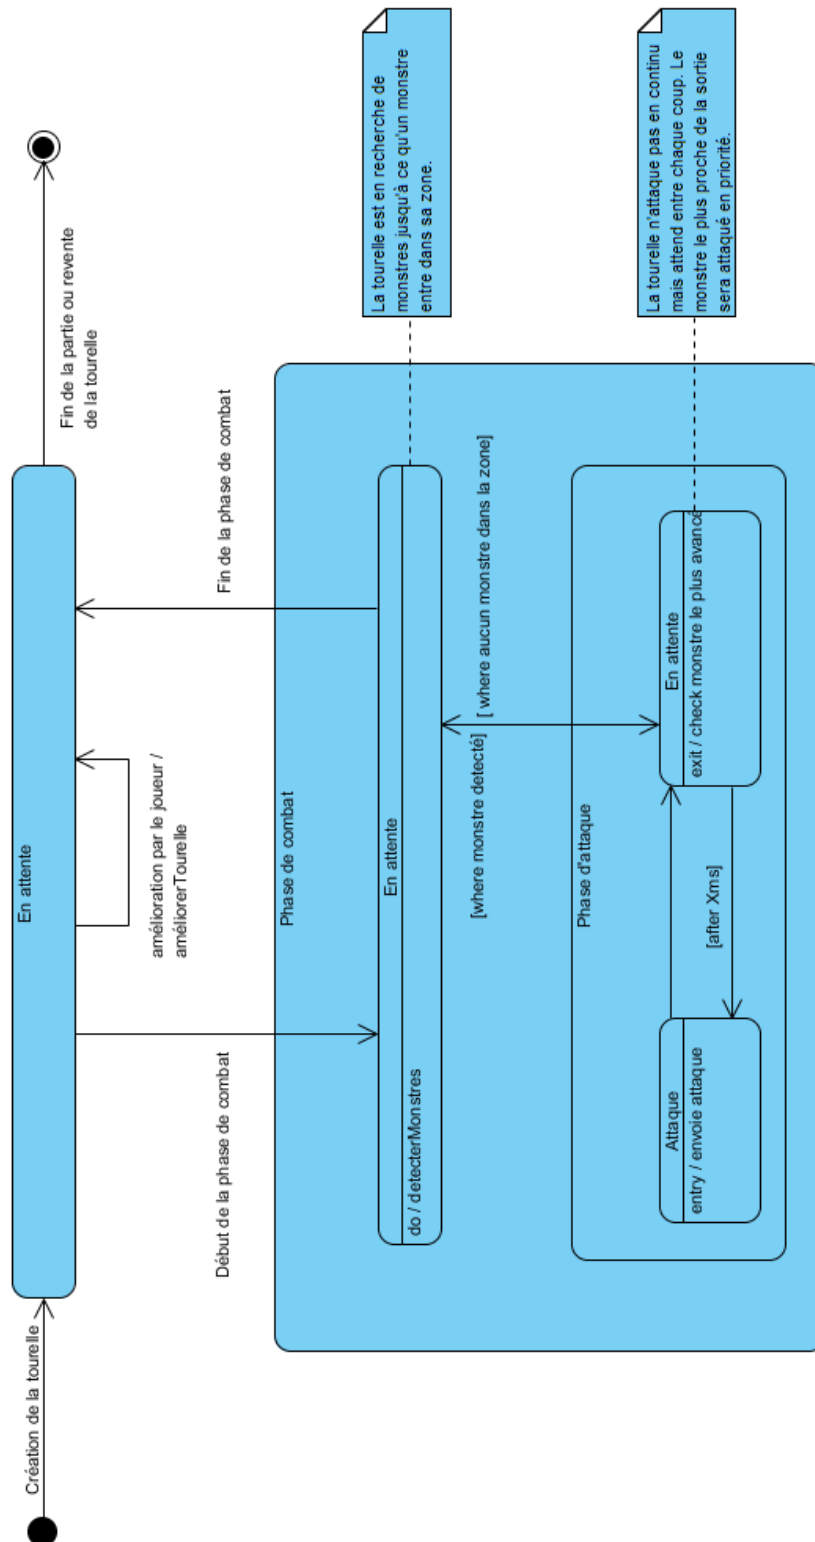 Création de la tourelle
En attente
Fin de la partie ou revente
de la tourelle
amélioration par le joueur /
améliorerTourelle
Début de la phase de combat
Fin de la phase de combat
Phase de combat
En attente
do / detecterMonstres
La tourelle est en recherche de
monstres jusqu'à ce qu'un monstre
entre dans sa zone.
[where monstre detecté]
[ where aucun monstre dans la zone]
Phase d'attaque
Attaque
entry / envoie attaque
[after Xms]
En attente
exit / check monstre le plus avancé
La tourelle n'attaque pas en continu
mais attend entre chaque coup. Le
monstre le plus proche de la sortie
sera attaqué en priorité.